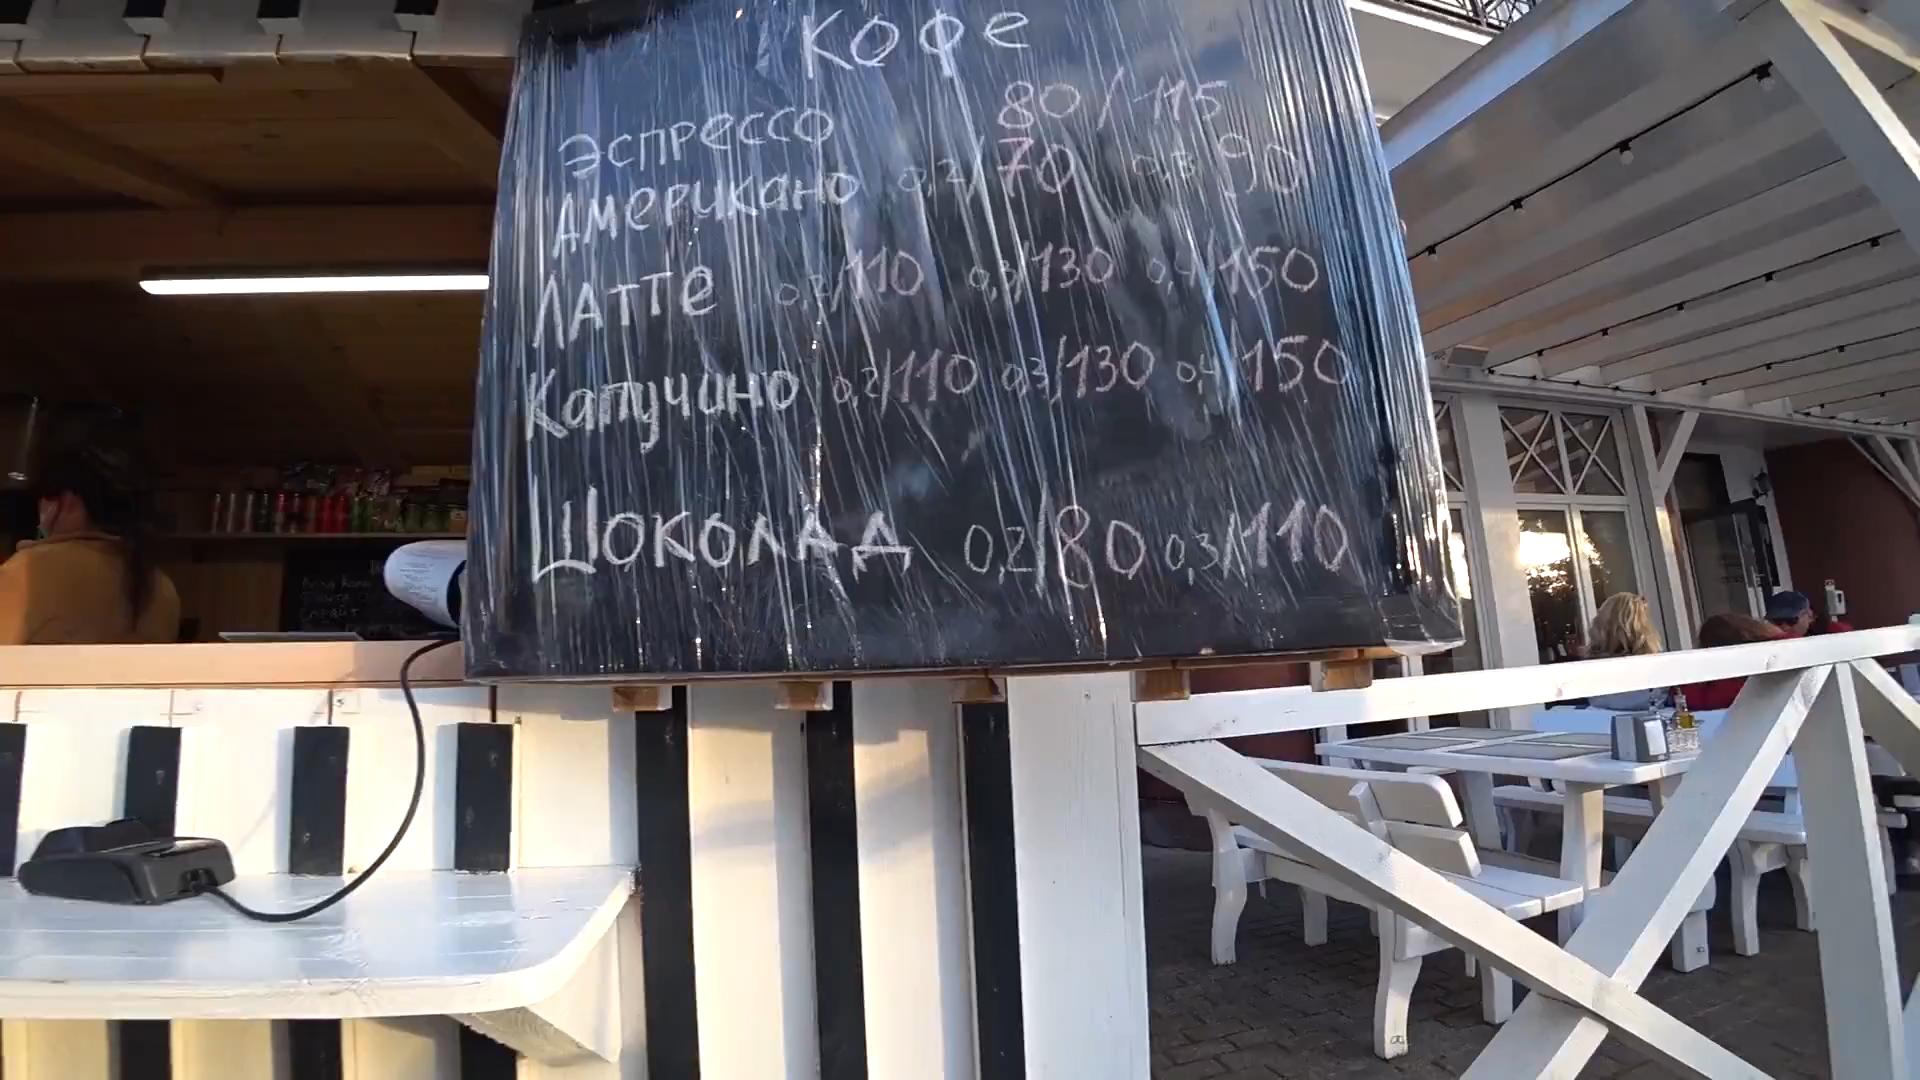 Кофе
Эспрессо 80/115
Американо 0,2/70 0,3 90
Латте 0,2/110 0,3/130 0,4/150
Капучино 0,2/110 0,3/130 0,4/150
Шоколад 0,2/80 0,3/110